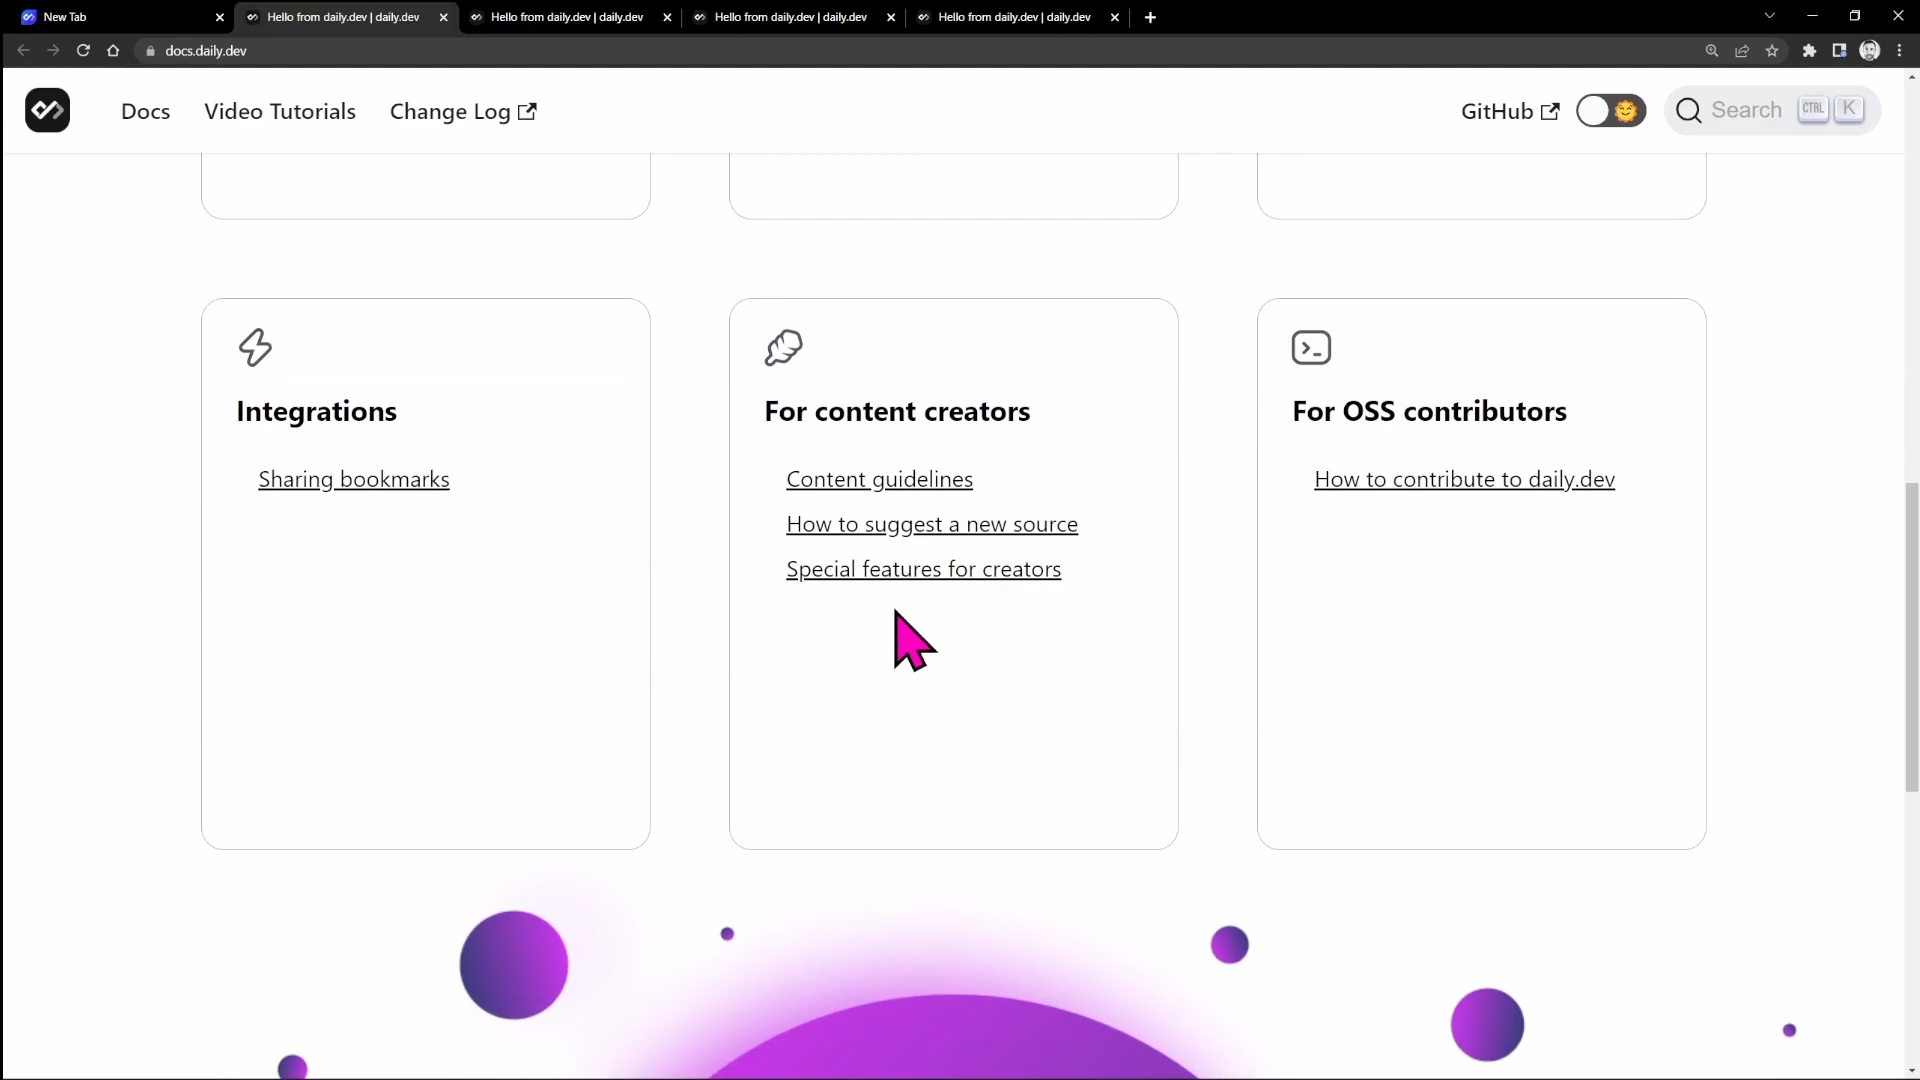 New Tab
Hello from daily.dev | daily.dev
Hello from daily.dev | daily.dev
Hello from daily.dev | daily.dev
Hello from daily.dev | daily.dev
docs.daily.dev
Docs
Video Tutorials
Change Log
GitHub
Search
CTRL
K
Integrations
Sharing bookmarks
For content creators
Content guidelines
How to suggest a new source
Special features for creators
For OSS contributors
How to contribute to daily.dev